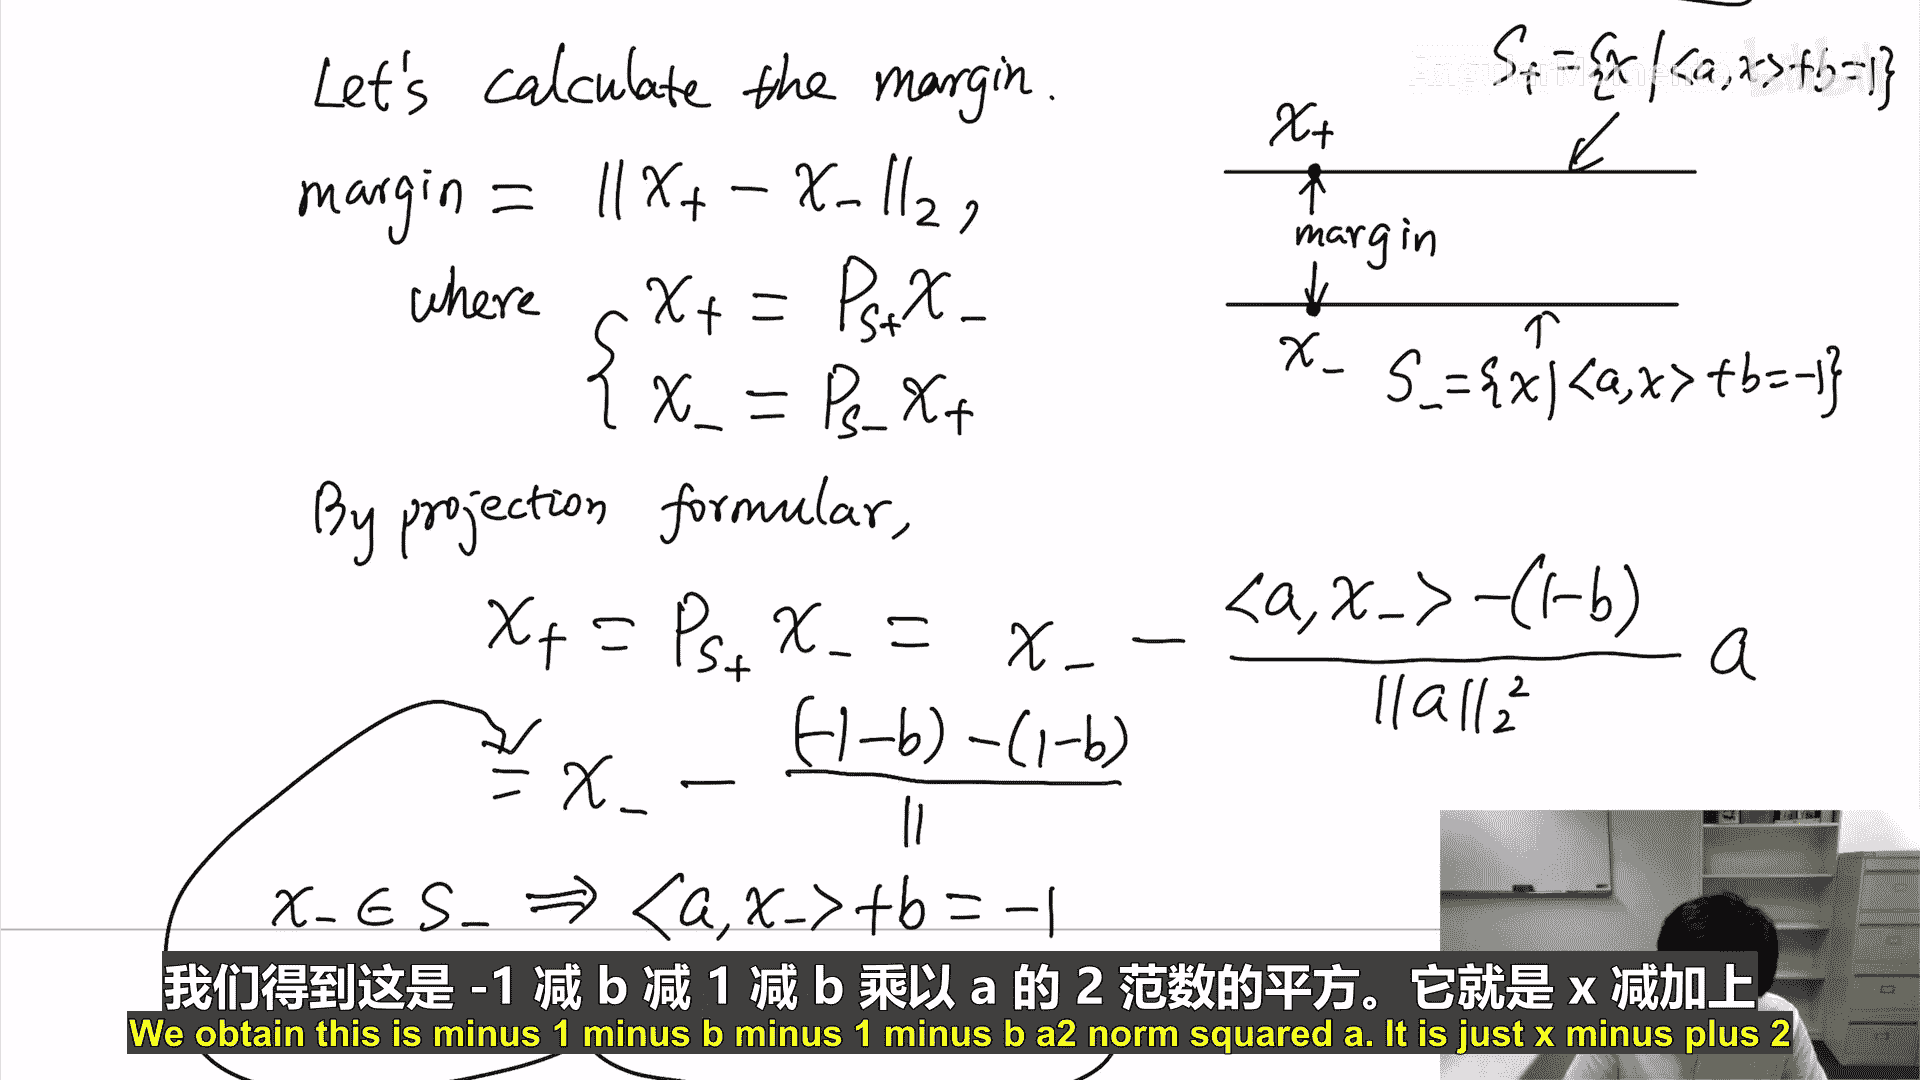 Let's calculate the margin.
margin = ||x₊ - x₋||₂,
where { x₊ = P_{S₊} x₋
x₋ = P_{S₋} x₊
S₊ = {x | <a, x> + b = 1}
x₊
margin
x₋
S₋ = {x | <a, x> + b = -1}
By projection formular,
x₊ = P_{S₊} x₋ = x₋ - (<a, x₋> - (1-b)) / ||a||₂² a
= x₋ - ((-1-b) - (1-b)) / ||
x₋ ∈ S₋ ⇒ <a, x₋> + b = -1
我们得到这是 -1 减 b 减 1 减 b 乘以 a 的 2 范数的平方。它就是 x 减加上
We obtain this is minus 1 minus b minus 1 minus b a2 norm squared a. It is just x minus plus 2